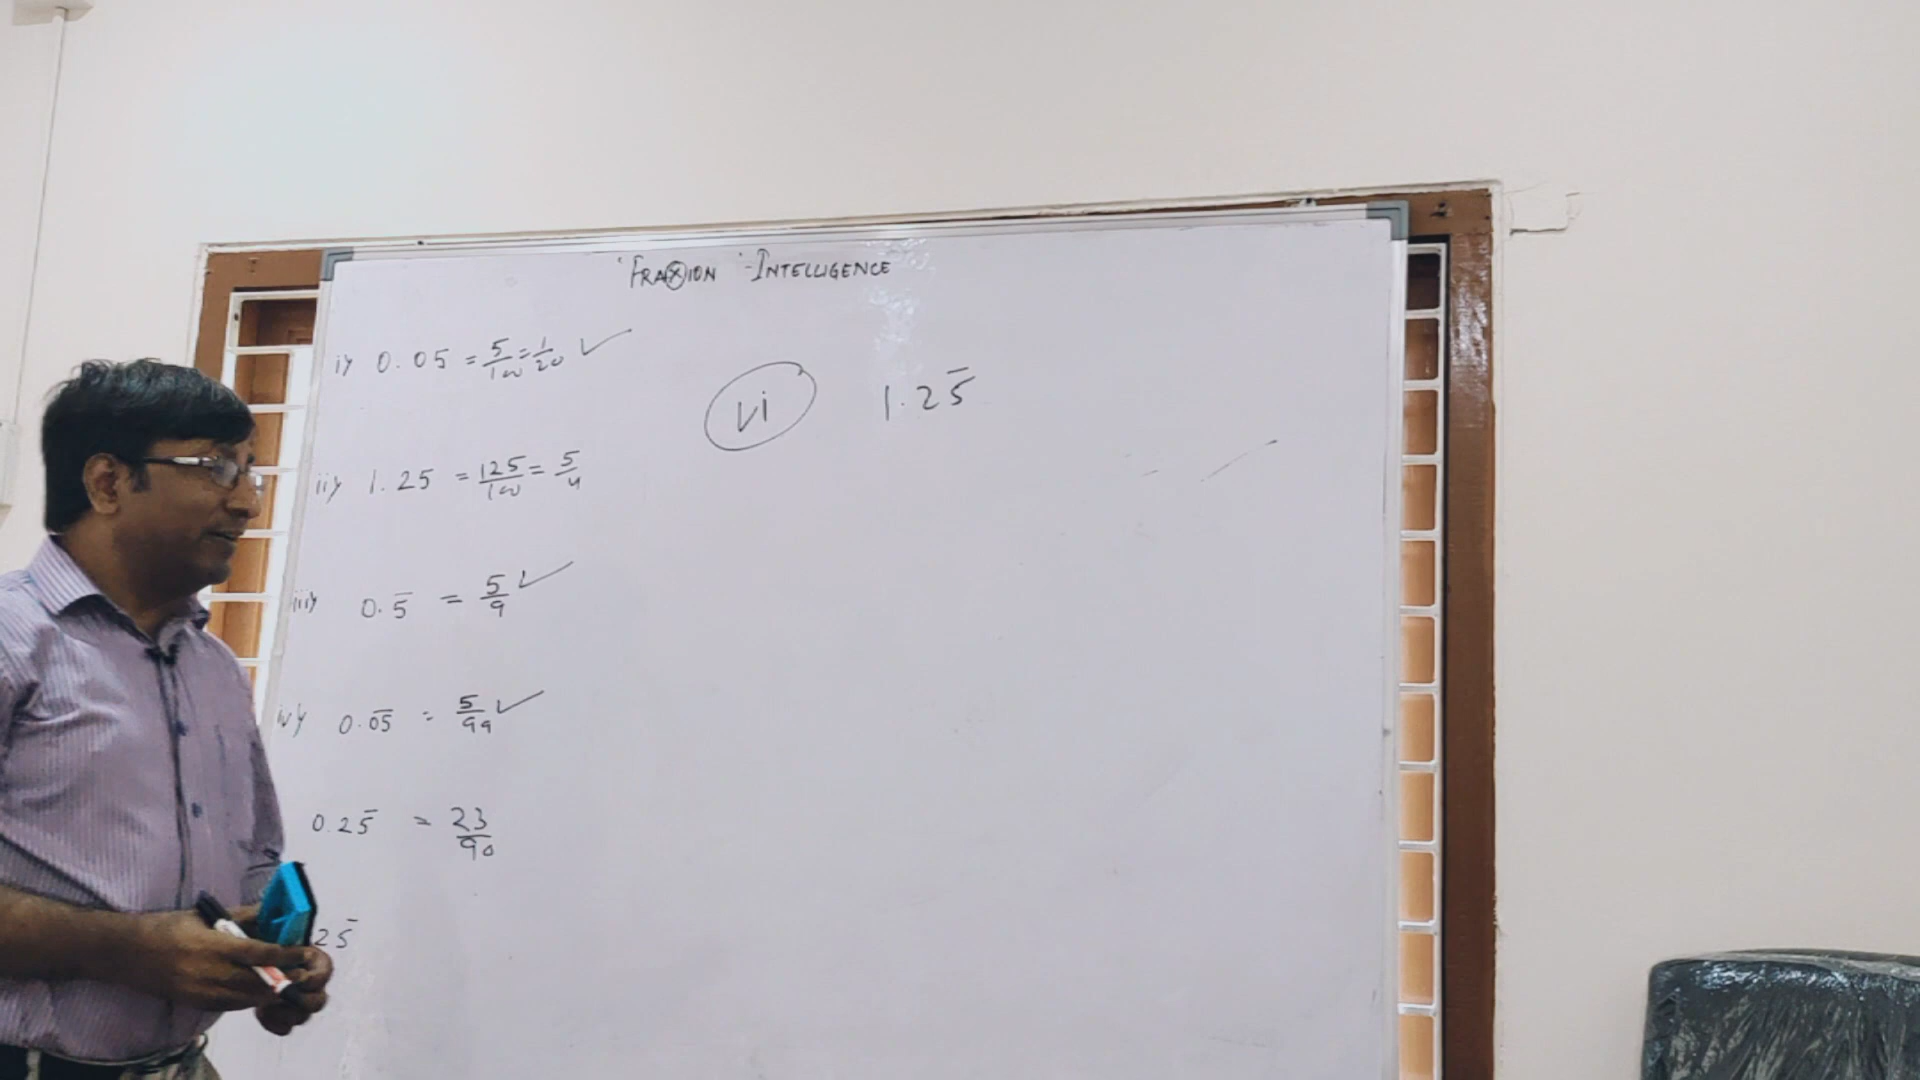 'FRAXION' - INTELLIGENCE
i) 0.05 = 5/100 = 1/20 ✓
ii) 1.25 = 125/100 = 5/4
iii) 0.5̅ = 5/9 ✓
iv) 0.0̅5̅ = 5/99 ✓
0.25̅ = 23/90
25̅
vi 1.25̅